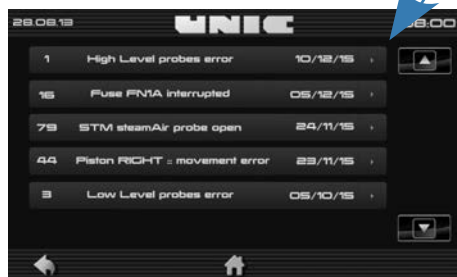 28.08.13 UNIC 08:00
1 High Level probes error 10/12/15
16 Fuse FN1A interrupted 05/12/15
79 STM steamAir probe open 24/11/15
44 Piston RIGHT :: movement error 23/11/15
3 Low Level probes error 05/10/15